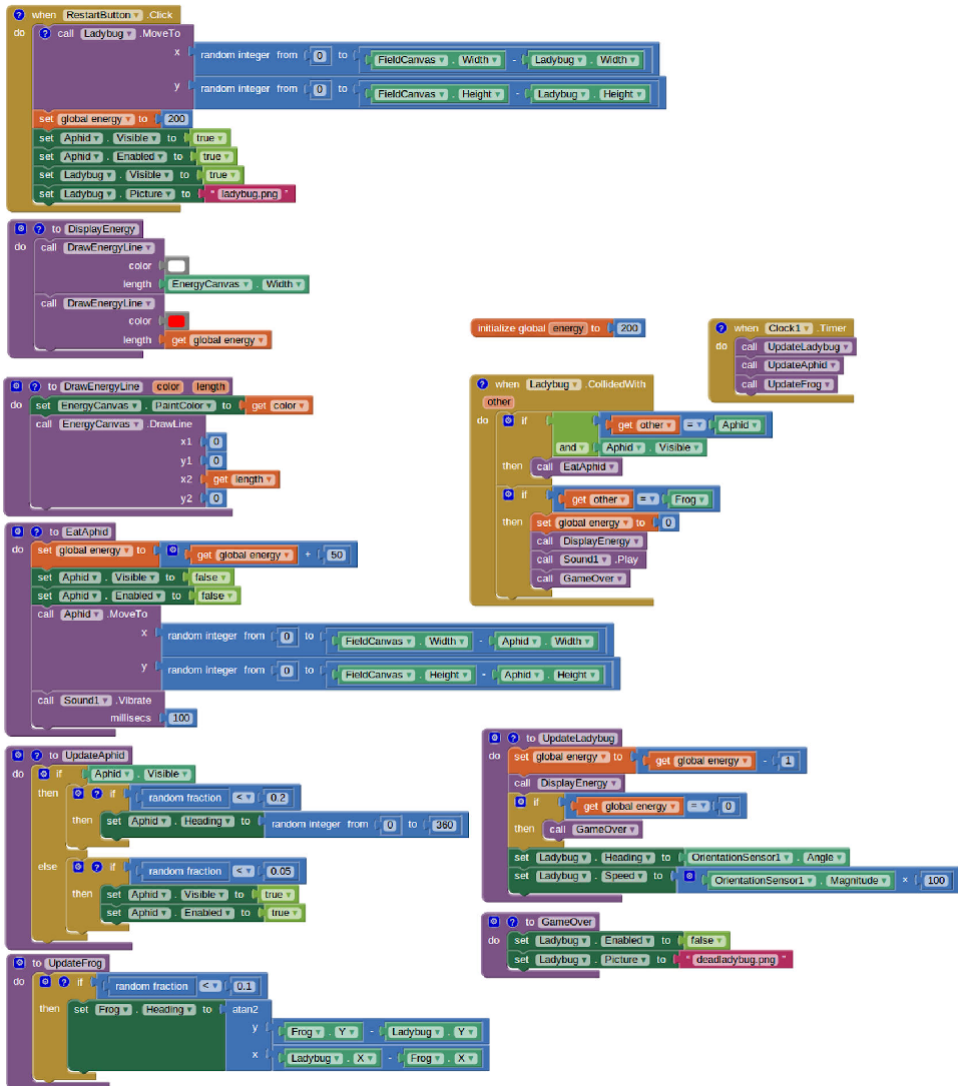 when RestartButton .Click
do call Ladybug .MoveTo
x random integer from 0 to FieldCanvas . Width - Ladybug . Width
y random integer from 0 to FieldCanvas . Height - Ladybug . Height
set global energy to 200
set Aphid . Visible to true
set Aphid . Enabled to true
set Ladybug . Visible to true
set Ladybug . Picture to " ladybug.png "
to DisplayEnergy
do call DrawEnergyLine
color
length EnergyCanvas . Width
call DrawEnergyLine
color
length get global energy
initialize global energy to 200
when Clock1 .Timer
do call UpdateLadybug
call UpdateAphid
call UpdateFrog
to DrawEnergyLine color length
do set EnergyCanvas . PaintColor to get color
call EnergyCanvas .DrawLine
x1 0
y1 0
x2 get length
y2 0
when Ladybug .CollidedWith
other
do if get other = Aphid
and Aphid . Visible
then call EatAphid
if get other = Frog
then set global energy to 0
call DisplayEnergy
call Sound1 .Play
call GameOver
to EatAphid
do set global energy to get global energy + 50
set Aphid . Visible to false
set Aphid . Enabled to false
call Aphid .MoveTo
x random integer from 0 to FieldCanvas . Width - Aphid . Width
y random integer from 0 to FieldCanvas . Height - Aphid . Height
call Sound1 .Vibrate
millisecs 100
to UpdateAphid
do if Aphid . Visible
then if random fraction < 0.2
then set Aphid . Heading to random integer from 0 to 360
else if random fraction < 0.05
then set Aphid . Visible to true
set Aphid . Enabled to true
to UpdateLadybug
do set global energy to get global energy - 1
call DisplayEnergy
if get global energy = 0
then call GameOver
set Ladybug . Heading to OrientationSensor1 . Angle
set Ladybug . Speed to OrientationSensor1 . Magnitude × 100
to GameOver
do set Ladybug . Enabled to false
set Ladybug . Picture to " deadladybug.png "
to UpdateFrog
do if random fraction < 0.1
then set Frog . Heading to atan2
y Frog . Y - Ladybug . Y
x Ladybug . X - Frog . X